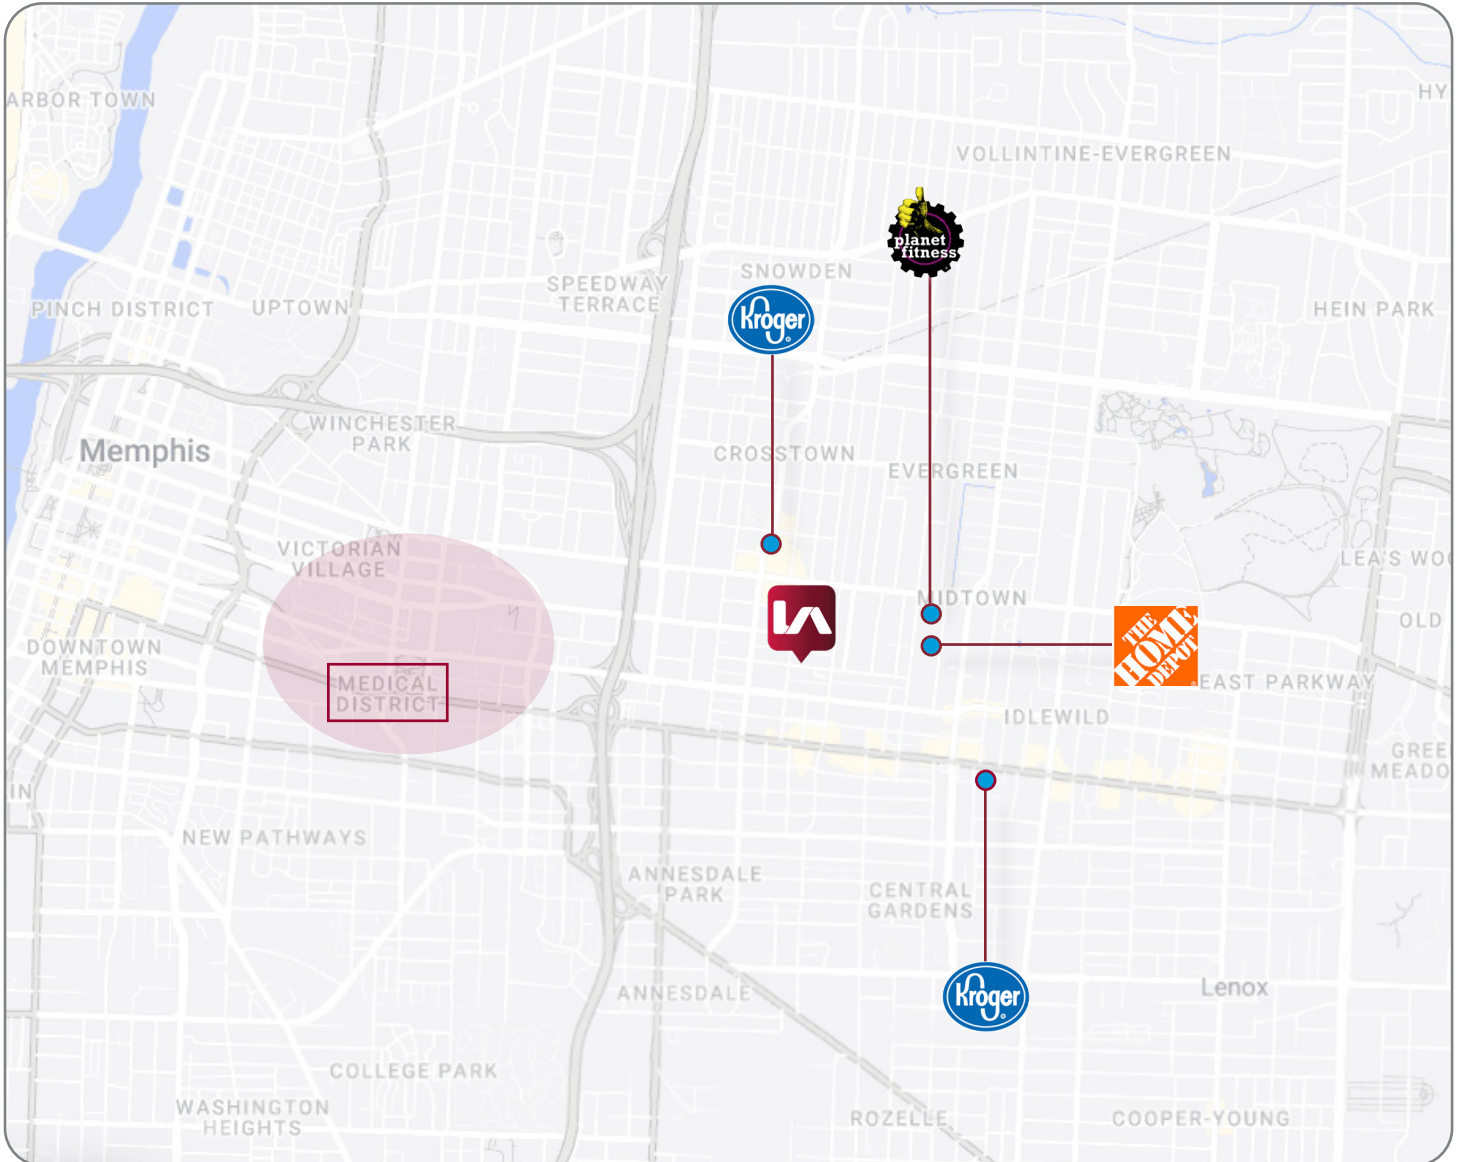 ARBOR TOWN
HY
VOLLINTINE-EVERGREEN
planet
fitness
SNOWDEN
SPEEDWAY
TERRACE
PINCH DISTRICT
UPTOWN
Kroger
HEIN PARK
WINCHESTER
PARK
Memphis
CROSSTOWN
EVERGREEN
VICTORIAN
VILLAGE
LEA'S WOO
MIDTOWN
OLD
THE
HOME
DEPOT
DOWNTOWN
MEMPHIS
MEDICAL
DISTRICT
EAST PARKWAY
IDLEWILD
GREE
MEADO
IN
NEW PATHWAYS
ANNESDALE
PARK
CENTRAL
GARDENS
Kroger
ANNESDALE
Lenox
COLLEGE PARK
WASHINGTON
HEIGHTS
ROZELLE
COOPER-YOUNG